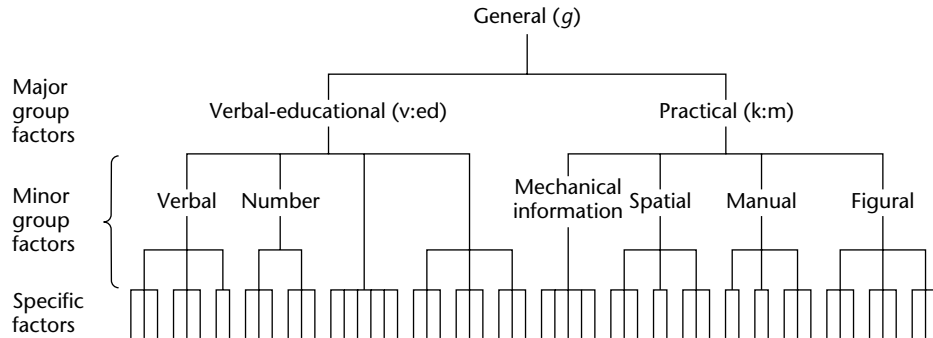 General (g)
Major
group
factors
Verbal-educational (v:ed)
Practical (k:m)
Minor
group
factors
Verbal
Number
Mechanical
information
Spatial
Manual
Figural
Specific
factors